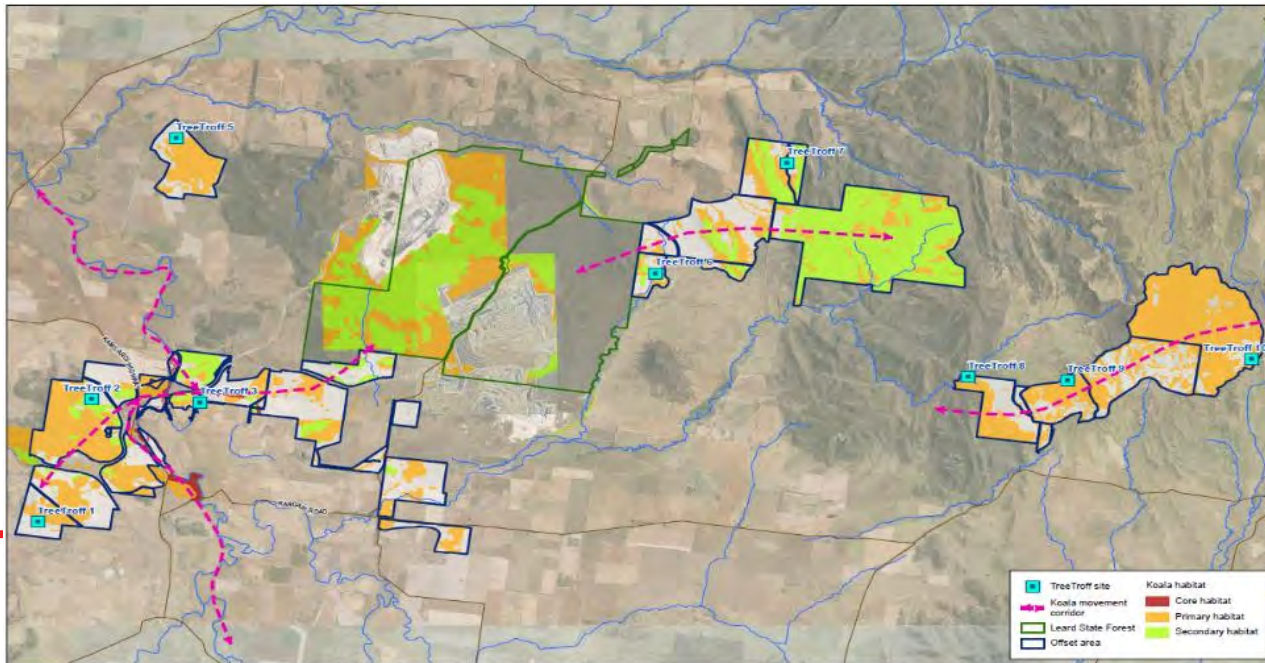 TreeTroff 5
TreeTroff 7
TreeTroff 6
TreeTroff 8
TreeTroff 9
TreeTroff 10
TreeTroff 2
TreeTroff 3
TreeTroff 1
ROAD
TreeTroff site
Koala movement
corridor
Leard State Forest
Offset area
Koala habitat
Core habitat
Primary habitat
Secondary habitat